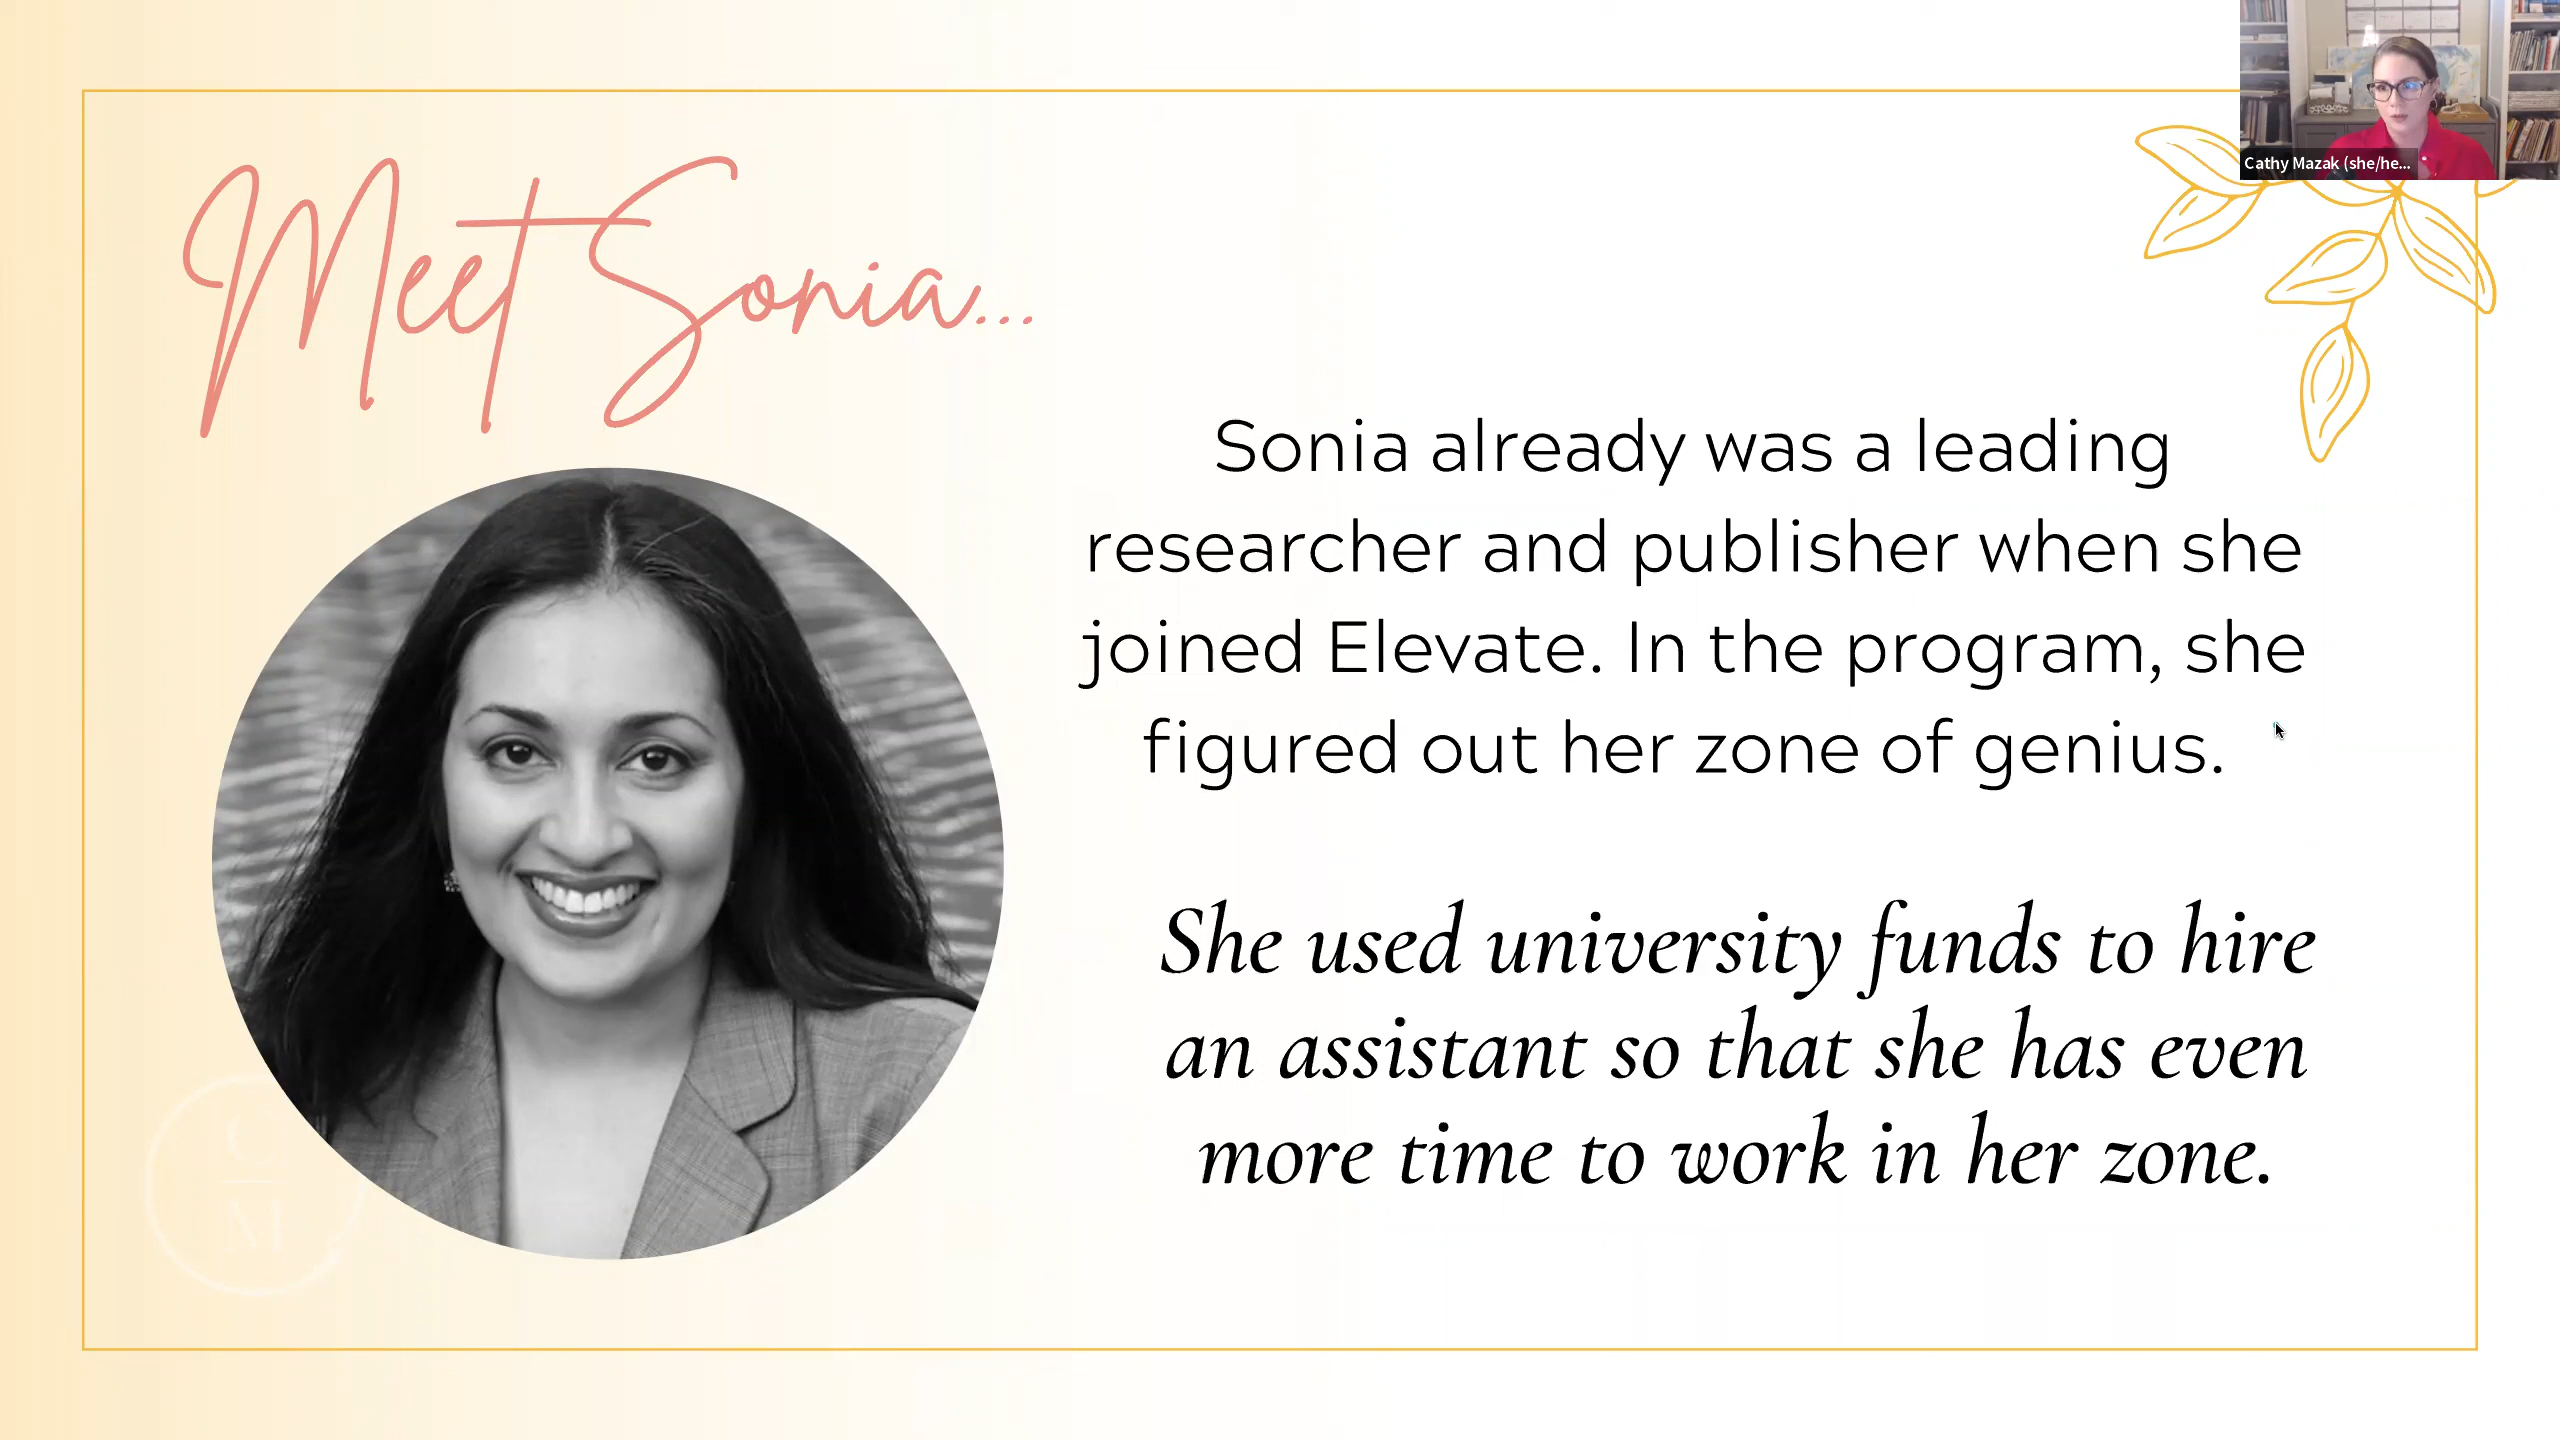 Cathy Mazak (she/he...
Meet Sonia...
Sonia already was a leading
researcher and publisher when she
joined Elevate. In the program, she
figured out her zone of genius.
She used university funds to hire
an assistant so that she has even
more time to work in her zone.
C
M